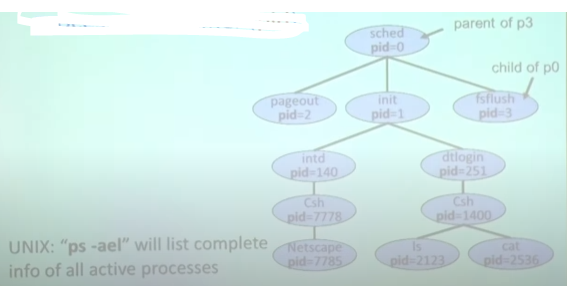 sched
pid=0
parent of p3
child of p0
pageout
pid=2
init
pid=1
fsflush
pid=3
intd
pid=140
dtlogin
pid=251
Csh
pid=7778
Csh
pid=1400
Netscape
pid=7785
ls
pid=2123
cat
pid=2536
UNIX: “ps -ael” will list complete
info of all active processes